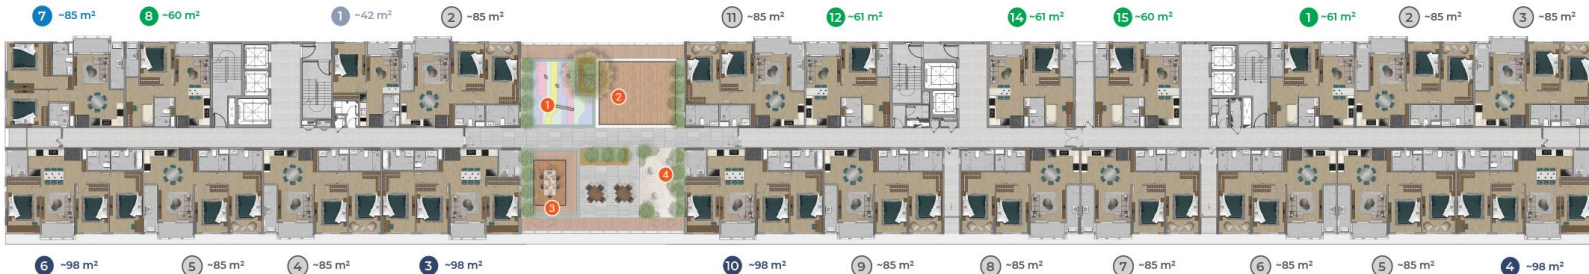 7 ~85 m²
8 ~60 m²
1 ~42 m²
2 ~85 m²
11 ~85 m²
12 ~61 m²
14 ~61 m²
15 ~60 m²
1 ~61 m²
2 ~85 m²
3 ~85 m²
1
2
3
4
6 ~98 m²
5 ~85 m²
4 ~85 m²
3 ~98 m²
10 ~98 m²
9 ~85 m²
8 ~85 m²
7 ~85 m²
6 ~85 m²
5 ~85 m²
4 ~98 m²